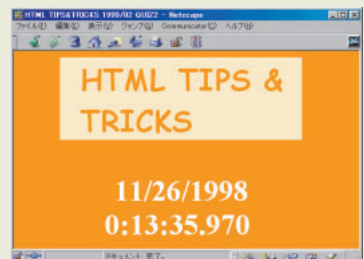 HTML TIPS&TRICKS 1999/02 QUIZ2 - Netscape
ファイル(F) 編集(E) 表示(V) ジャンプ(G) Communicator(C) ヘルプ(H)
HTML TIPS &
TRICKS
11/26/1998
0:13:35.970
ドキュメント: 完了。